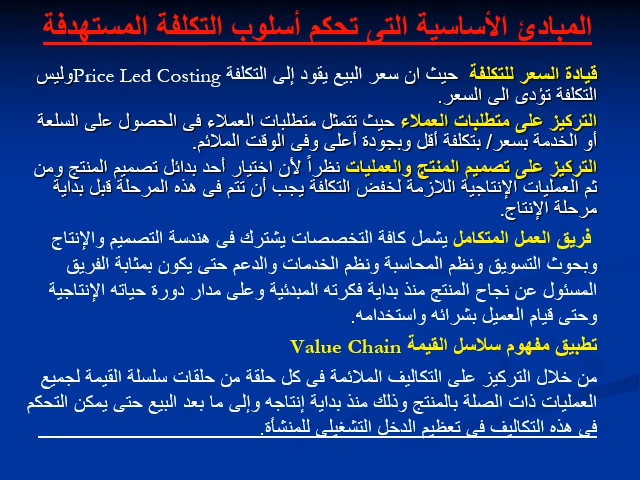 المبادئ الأساسية التى تحكم أسلوب التكلفة المستهدفة
قيادة السعر للتكلفة حيث ان سعر البيع يقود إلى التكلفة Price Led Costing وليس
التكلفة تؤدى الى السعر.
التركيز على متطلبات العملاء حيث تتمثل متطلبات العملاء فى الحصول على السلعة
أو الخدمة بسعر/ بتكلفة أقل وبجودة أعلى وفى الوقت الملائم.
التركيز على تصميم المنتج والعمليات نظراً لأن اختيار أحد بدائل تصميم المنتج ومن
ثم العمليات الإنتاجية اللازمة لخفض التكلفة يجب أن تتم فى هذه المرحلة قبل بداية
مرحلة الإنتاج.
فريق العمل المتكامل يشمل كافة التخصصات يشترك فى هندسة التصميم والإنتاج
وبحوث التسويق ونظم المحاسبة ونظم الخدمات والدعم حتى يكون بمثابة الفريق
المسئول عن نجاح المنتج منذ بداية فكرته المبدئية وعلى مدار دورة حياته الإنتاجية
وحتى قيام العميل بشرائه واستخدامه.
تطبيق مفهوم سلاسل القيمة Value Chain
من خلال التركيز على التكاليف الملائمة فى كل حلقة من حلقات سلسلة القيمة لجميع
العمليات ذات الصلة بالمنتج وذلك منذ بداية إنتاجه وإلى ما بعد البيع حتى يمكن التحكم
فى هذه التكاليف فى تعظيم الدخل التشغيلى للمنشأة.